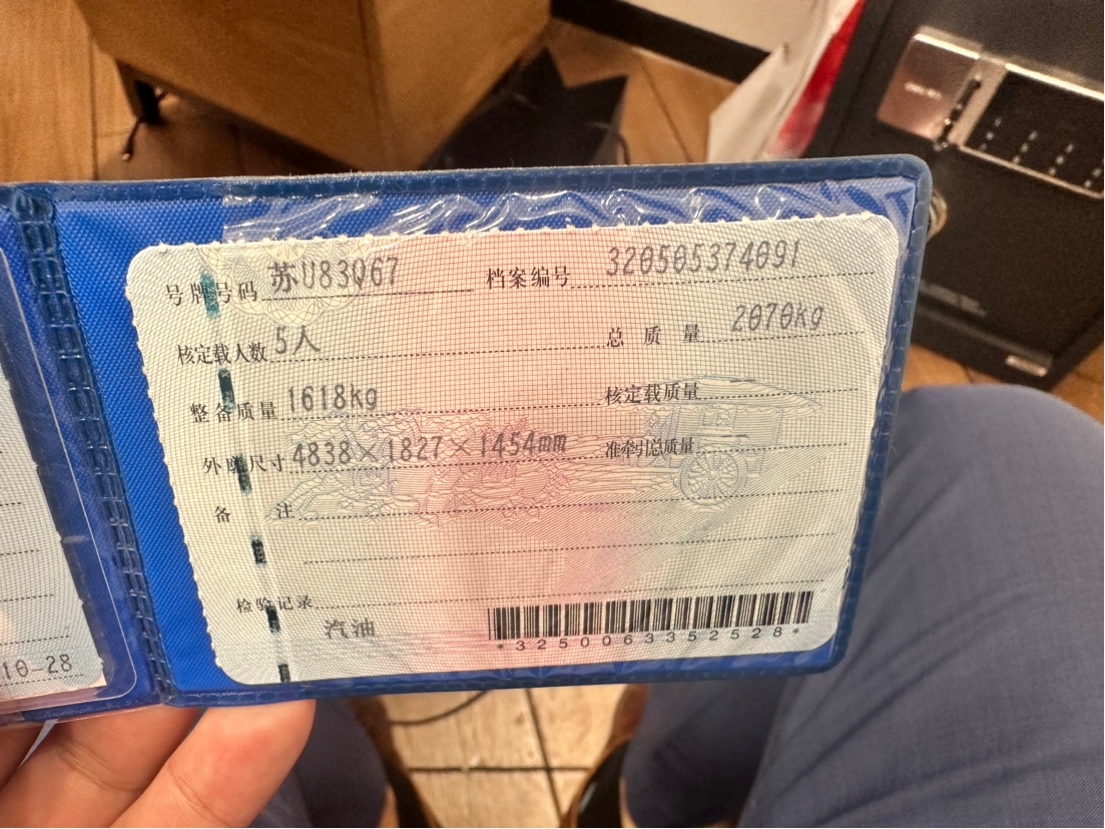 号牌号码 苏U83Q67 档案编号 320505374091
核定载人数 5人 总质量 2070kg
整备质量 1618kg 核定载质量
外廓尺寸 4838×1827×1454mm 准牵引总质量
备注
检验记录
汽油
*3250063352528*
10-28